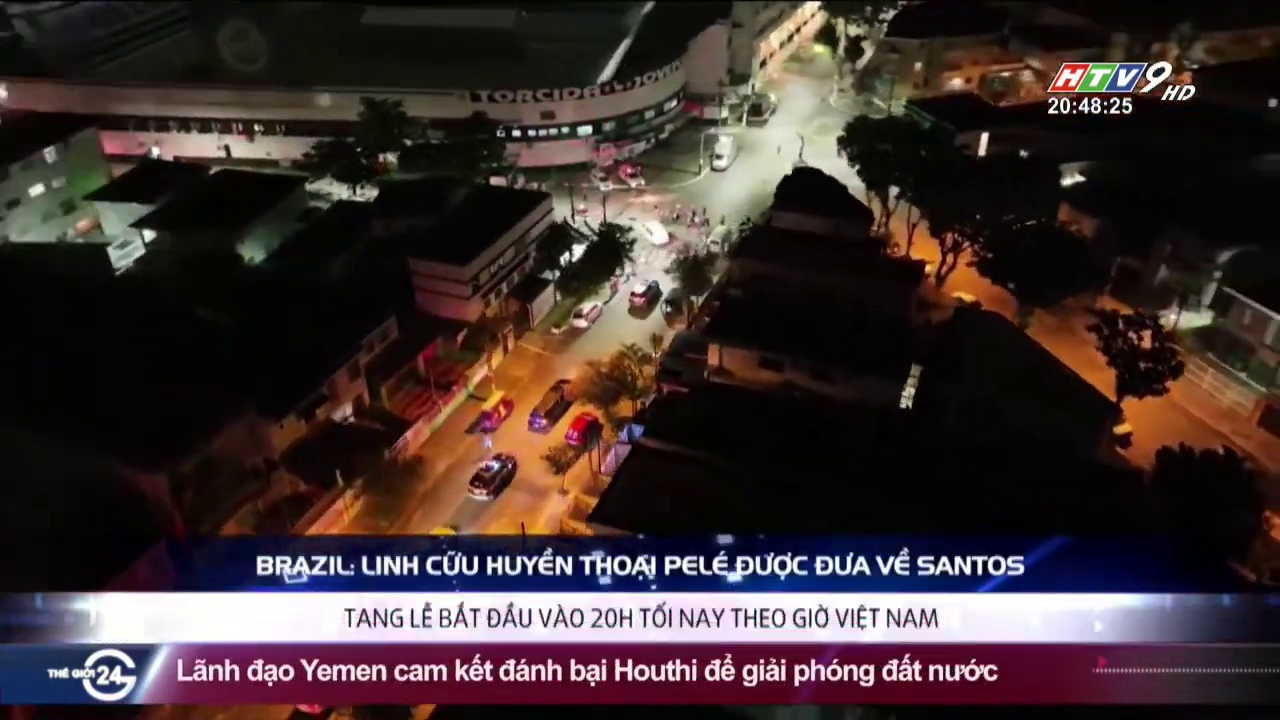 HTV9 HD
20:48:25
TORCIDA JOVEM
BRAZIL: LINH CỮU HUYỀN THOẠI PELÉ ĐƯỢC ĐƯA VỀ SANTOS
TANG LỄ BẮT ĐẦU VÀO 20H TỐI NAY THEO GIỜ VIỆT NAM
THẾ GIỚI 24G
Lãnh đạo Yemen cam kết đánh bại Houthi để giải phóng đất nước